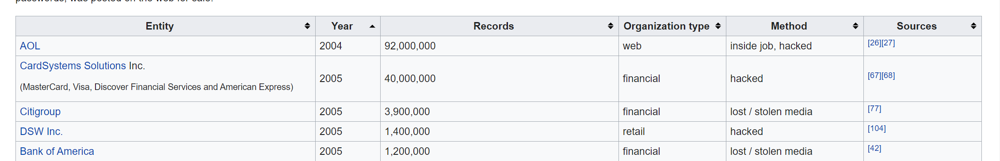 passwords, was posted on the web for sale.
Entity Year Records Organization type Method Sources
AOL 2004 92,000,000 web inside job, hacked [26][27]
CardSystems Solutions Inc.
(MasterCard, Visa, Discover Financial Services and American Express) 2005 40,000,000 financial hacked [67][68]
Citigroup 2005 3,900,000 financial lost / stolen media [77]
DSW Inc. 2005 1,400,000 retail hacked [104]
Bank of America 2005 1,200,000 financial lost / stolen media [42]